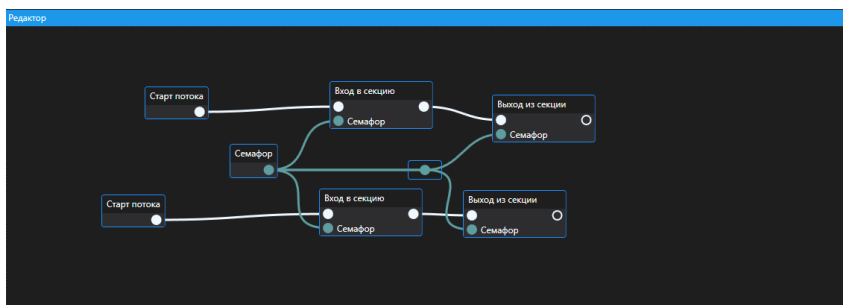 Редактор
Старт потока
Вход в секцию
Семафор
Выход из секции
Семафор
Семафор
Старт потока
Вход в секцию
Семафор
Выход из секции
Семафор